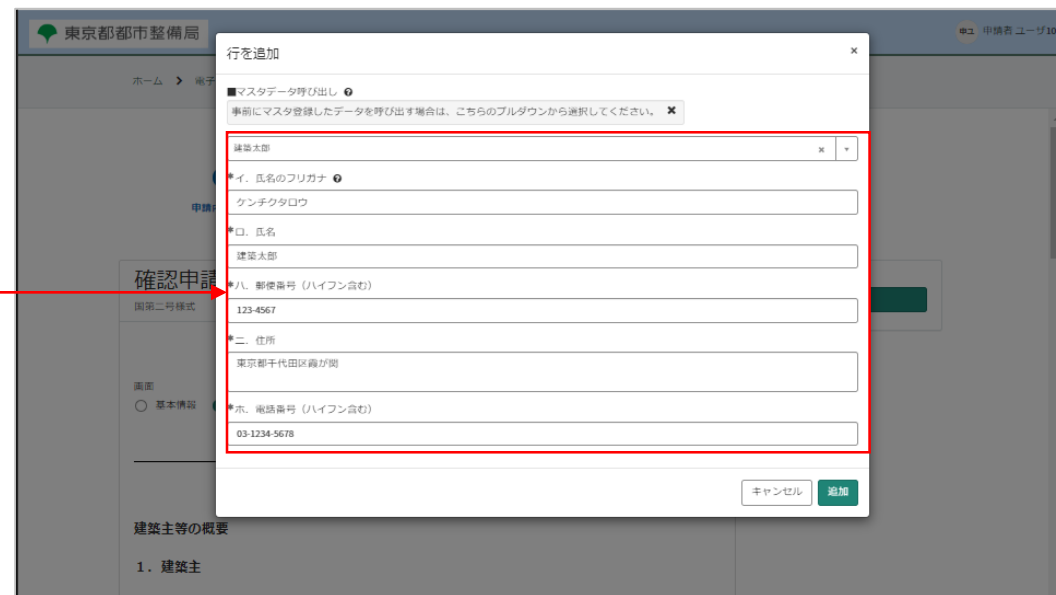 東京都都市整備局
申ユ 申請者 ユーザ10
ホーム > 電子
行を追加 ×
■マスタデータ呼び出し
事前にマスタ登録したデータを呼び出す場合は、こちらのプルダウンから選択してください。 ✖
建築太郎 ×
*イ. 氏名のフリガナ
ケンチクタロウ
*ロ. 氏名
建築太郎
*ハ. 郵便番号（ハイフン含む）
123-4567
*ニ. 住所
東京都千代田区霞が関
*ホ. 電話番号（ハイフン含む）
03-1234-5678
キャンセル 追加
申請
確認申請
国第二号様式
画面
基本情報
建築主等の概要
１．建築主